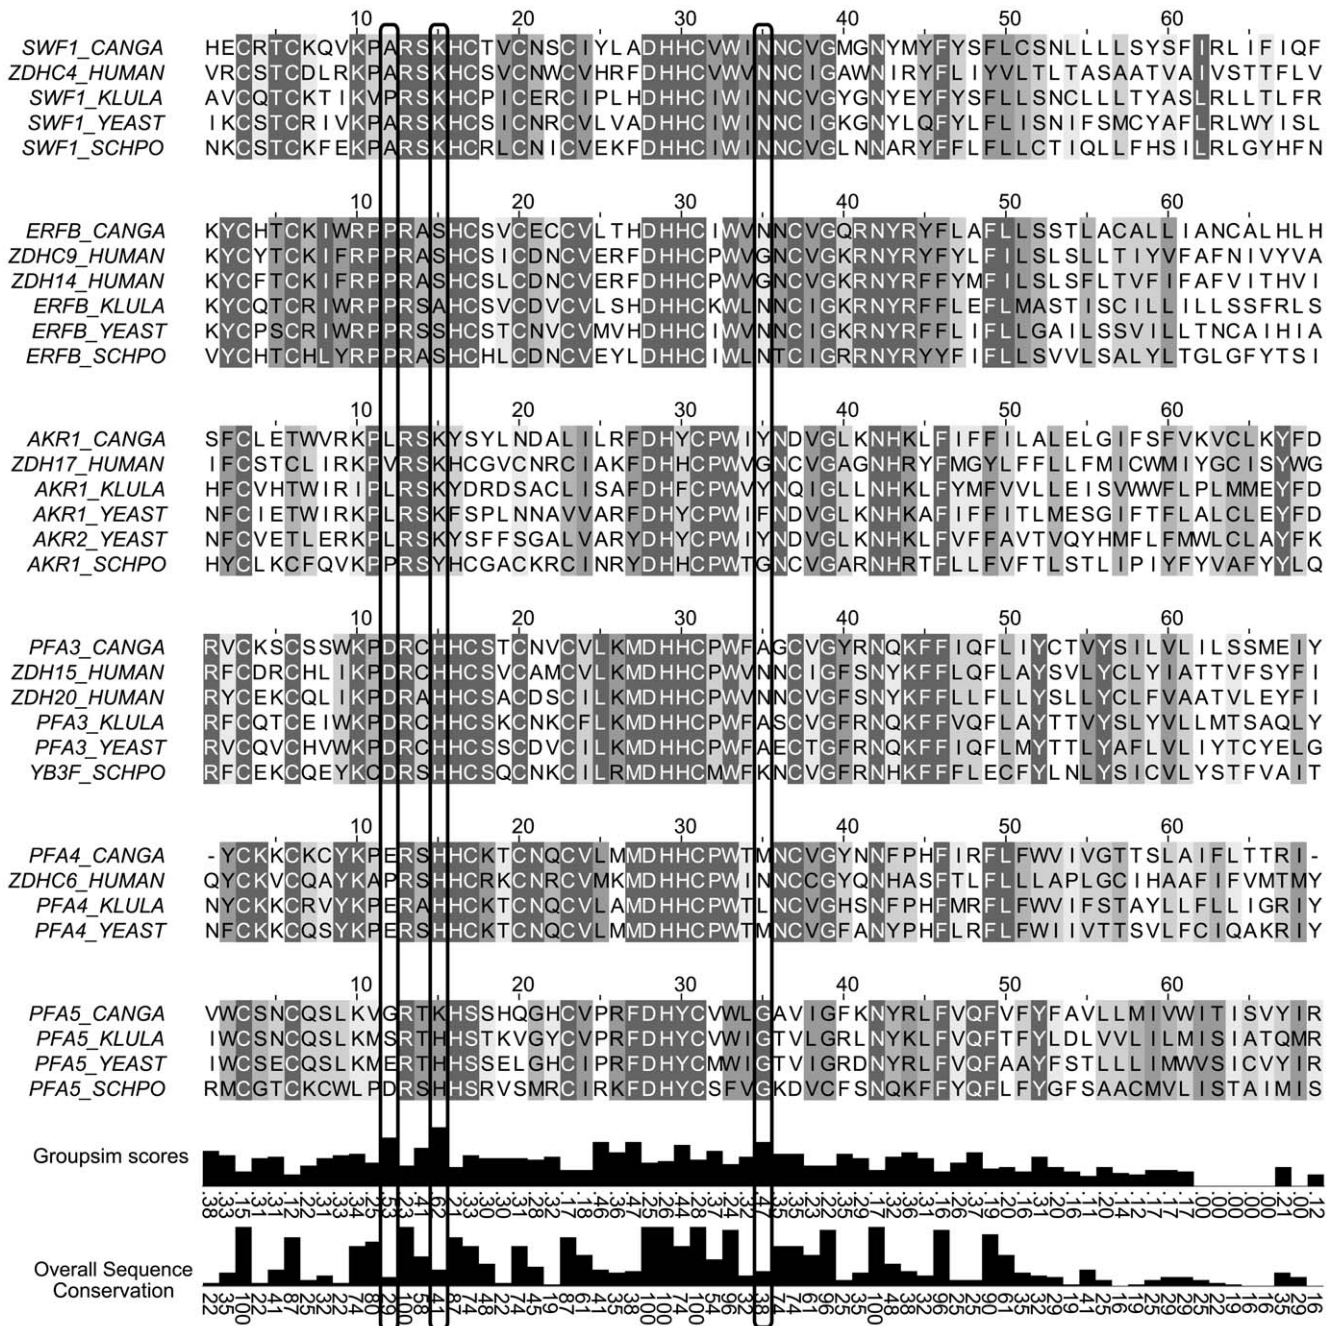 10 20 30 40 50 60
SWF1_CANGA HECRTCKQVKPARSKHCTVCNSCIYLADHHCVWINNCVGMGNYMYFYSFLCSNLLLLSYSFIRLIFIQF
ZDHC4_HUMAN VRCSTCDLRKPARSKHCSVCNWCVHRFDHHCVWVNNCIGAWNIRYFLIYVLTLTASAATVAIVSTTFLV
SWF1_KLULA AVCQTCKTIKVPRSKHCPICERCIPLHDHHCIWINNCVGYGNYEYFYSFLLSNCLLLTYASLRLLTLFR
SWF1_YEAST IKCSTCRIVKPARSKHCSICNRCVLVADHHCIWINNCIGKGNYLQFYLFLISNIFSMCYAFLRLWYISL
SWF1_SCHPO NKCSTCKFEKPARSKHCRLCNICVEKFDHHCIWINNCVGLNNARYFFLFLLCTIQLLFHSILRLGYHFN
10 20 30 40 50 60
ERFB_CANGA KYCHTCKIWRPPRASHCSVCECCVLTHDHHCIWVNNCVGQRNYRYFLAFLLSSTLACALLIANCALHLH
ZDHC9_HUMAN KYCYTCKIFRPPRASHCSICDNCVERFDHHCPWVGNCVGKRNYRYFYLFILSLSLLTIYVFAFNIVYVA
ZDH14_HUMAN KYCFTCKIFRPPRASHCSLCDNCVERFDHHCPWVGNCVGKRNYRFFYMFILSLSFLTVFIFAFVITHVI
ERFB_KLULA KYCQTCRIWRPPRSAHCSVCDVCVLSHDHHCKWLNNCIGKRNYRFFLEFLMASTISCILLILLSSFRLS
ERFB_YEAST KYCPSCRIWRPPRSSHCSTCNVCVMVHDHHCIWVNNCIGKRNYRFFLIFLLGAILSSVILLTNCAIHIA
ERFB_SCHPO VYCHTCHLYRPPRASHCHLCDNCVEYLDHHCIWLNTCIGRRNYRYYFIFLLSVVLSALYLTGLGFYTSI
10 20 30 40 50 60
AKR1_CANGA SFCLETWVRKPLRSKYSYLNDALILRFDHYCPWIYNDVGLKNHKLFIFFILALELGIFSFVKVCLKYFD
ZDH17_HUMAN IFCSTCLIRKPVRSKHCGVCNRCIAKFDHHCPWVGNCVGAGNHRYFMGYLFFLLFMICWMIYGCISYWG
AKR1_KLULA HFCVHTWIRIPLRSKYDRDSACLISAFDHFCPWVYNQIGLLNHKLFYMFVVLLEISVWWFLPLMMEYFD
AKR1_YEAST NFCIETWIRKPLRSKFSPLNNAVVARFDHYCPWIFNDVGLKNHKAFIFFITLMESGIFTFLALCLEYFD
AKR2_YEAST NFCVETLERKPLRSKYSFFSGALVARYDHYCPWIYNDVGLKNHKLFVFFAVTVQYHMFLFMWLCLAYFK
AKR1_SCHPO HYCLKCFQVKPPRSYHCGACKRCINRYDHHCPWTGNCVGARNHRTFLLFVFTLSTLIPIYFYVAFYYLQ
10 20 30 40 50 60
PFA3_CANGA RVCKSCSSWKPDRCHHCSTCNVCVLKMDHHCPWFAGCVGYRNQKFFIQFLIYCTVYSILVLILSSMEIY
ZDH15_HUMAN RFCDRCHLIKPDRCHHCSVCAMCVLKMDHHCPWVNNCIGFSNYKFFLQFLAYSVLYCLYIATTVFSYFI
ZDH20_HUMAN RYCEKCQLIKPDRAHHCSACDSCILKMDHHCPWVNNCVGFSNYKFFLLFLLYSLLYCLFVAATVLEYFI
PFA3_KLULA RFCQTCEIWKPDRCHHCSKCNKCFLKMDHHCPWFASCVGFRNQKFFVQFLAYTTVYSLYVLLMTSAQLY
PFA3_YEAST RVCQVCHVWKPDRCHHCSSCDVCILKMDHHCPWFAECTGFRNQKFFIQFLMYTTLYAFLVLIYTCYELG
YB3F_SCHPO RFCEKCQEYKCDRSHHCSQCNKCILRMDHHCMWFKNCVGFRNHKFFFLECFYLNLYSICVLYSTFVAIT
10 20 30 40 50 60
PFA4_CANGA -YCKKCKCYKPERSHHCKTCNQCVLMMDHHCPWTMNCVGYNNFPHFIRFLFWVIVGTTSLAIFLTTRI-
ZDHC6_HUMAN QYCKVCQAYKAPRSHHCRKCNRCVMKMDHHCPWINNCCGYQNHASFTLFLLLAPLGCIHAAFIFVMTMY
PFA4_KLULA NYCKKCRVYKPERAHHCKTCNQCVLAMDHHCPWTLNCVGHSNFPHFMRFLFWVIFSTAYLLFLLIGRIY
PFA4_YEAST NFCKKCQSYKPERSHHCKTCNQCVLMMDHHCPWTMNCVGFANYPHFLRFLFWIIVTTSVLFCIQAKRIY
10 20 30 40 50 60
PFA5_CANGA VWCSNCQSLKVGRTKHSSHQGHCVPRFDHYCVWLGAVIGFKNYRLFVQFVFYFAVLLMIVWITISVYIR
PFA5_KLULA IWCSNCQSLKMSRTHHSTKVGYCVPRFDHYCVWIGTVLGRLNYRLFVQFTFYLDLVVLILMISIATQMR
PFA5_YEAST IWCSECQSLKMERTHHSSELGHCIPRFDHYCMWIGTVIGRDNYRLFVQFAAYFSTLLLIMWVSICVYIR
PFA5_SCHPO RMCGTCKCWLPDRSHHSRVSMRCIRKFDHYCSFVGKDVCFSNQKFFYQFLFYGFSAACMVLISTAIMIS
Groupsim scores
Overall Sequence
Conservation